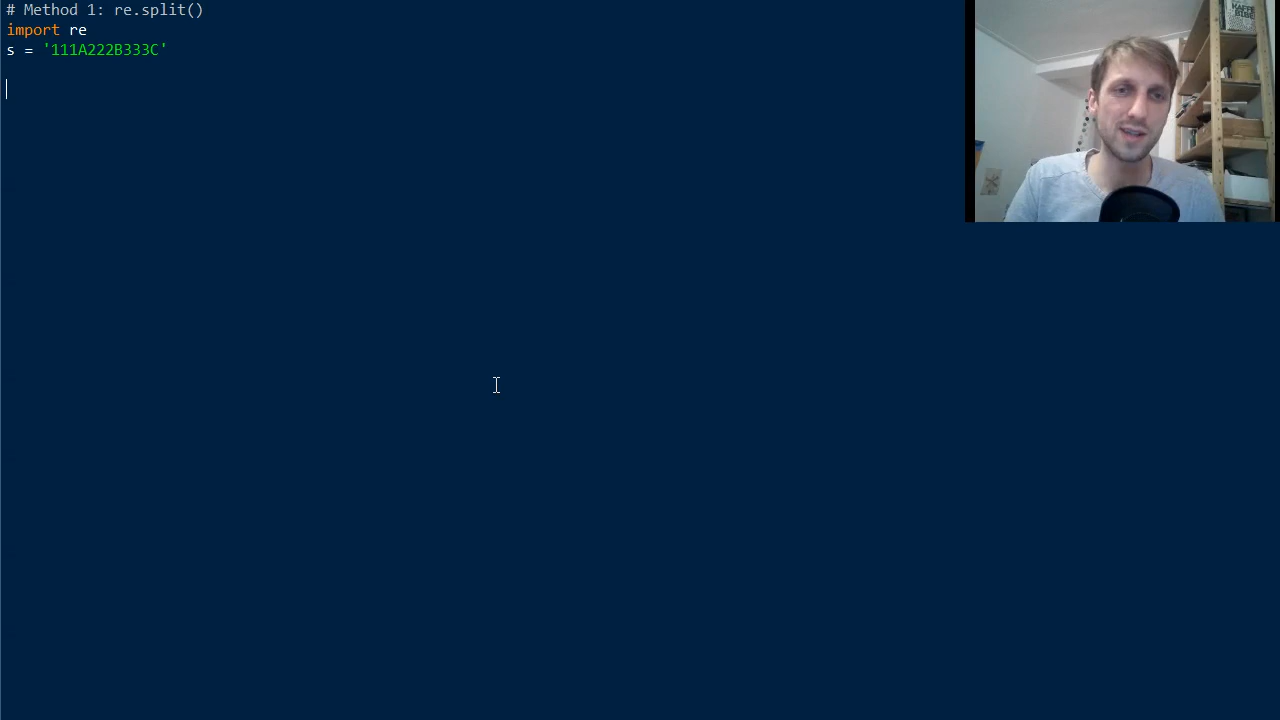 # Method 1: re.split()
import re
s = '111A222B333C'